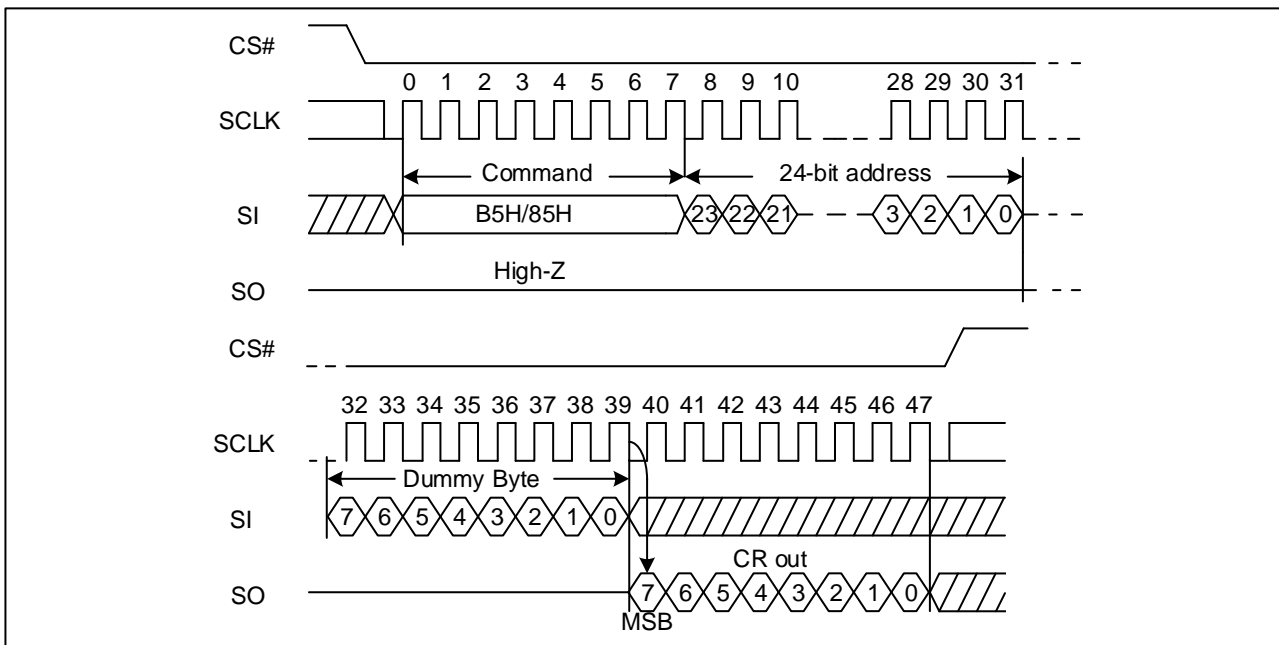 CS#
0 1 2 3 4 5 6 7 8 9 10 28 29 30 31
SCLK
Command 24-bit address
SI B5H/85H 23 22 21 3 2 1 0
High-Z
SO
CS#
32 33 34 35 36 37 38 39 40 41 42 43 44 45 46 47
SCLK
Dummy Byte
SI 7 6 5 4 3 2 1 0
CR out
SO 7 6 5 4 3 2 1 0
MSB